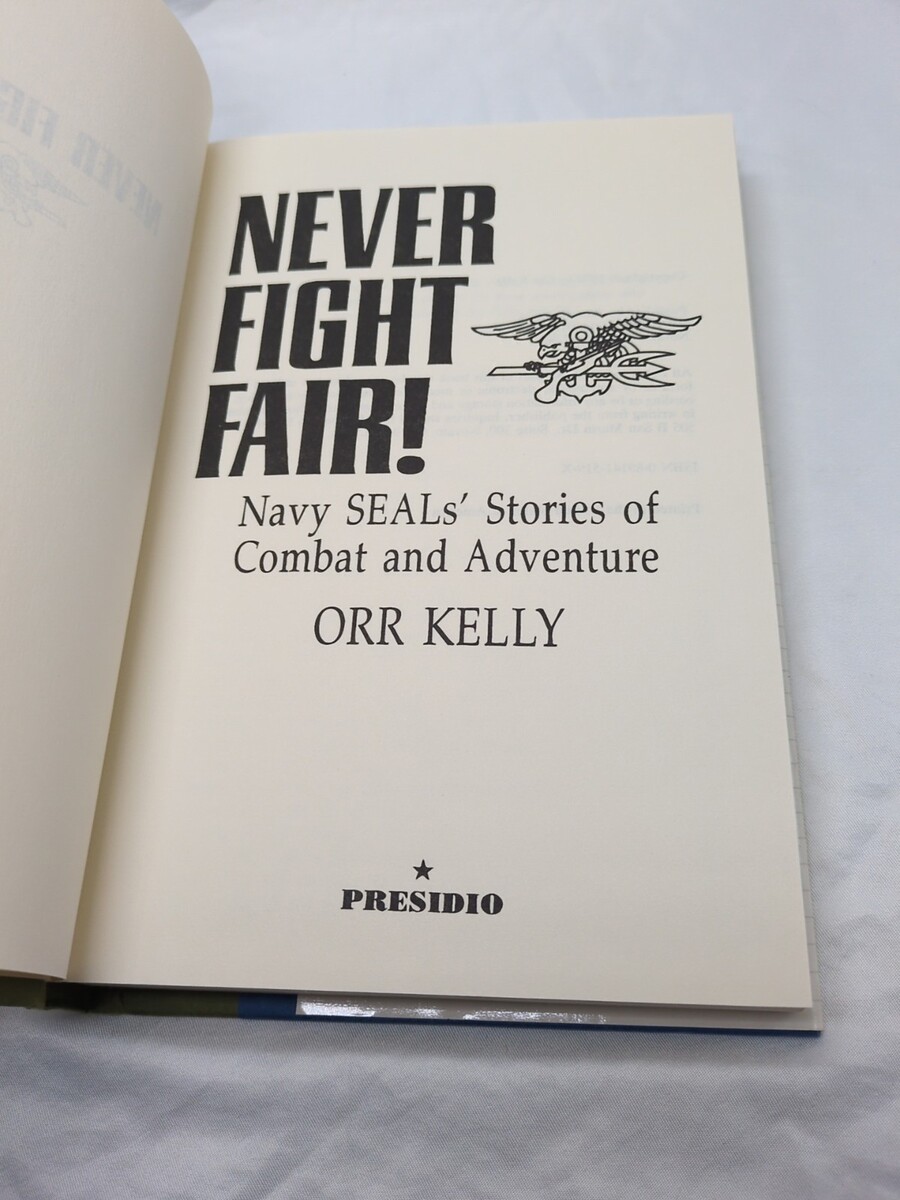 NEVER
FIGHT
FAIR!
Navy SEALs' Stories of
Combat and Adventure
ORR KELLY
PRESIDIO